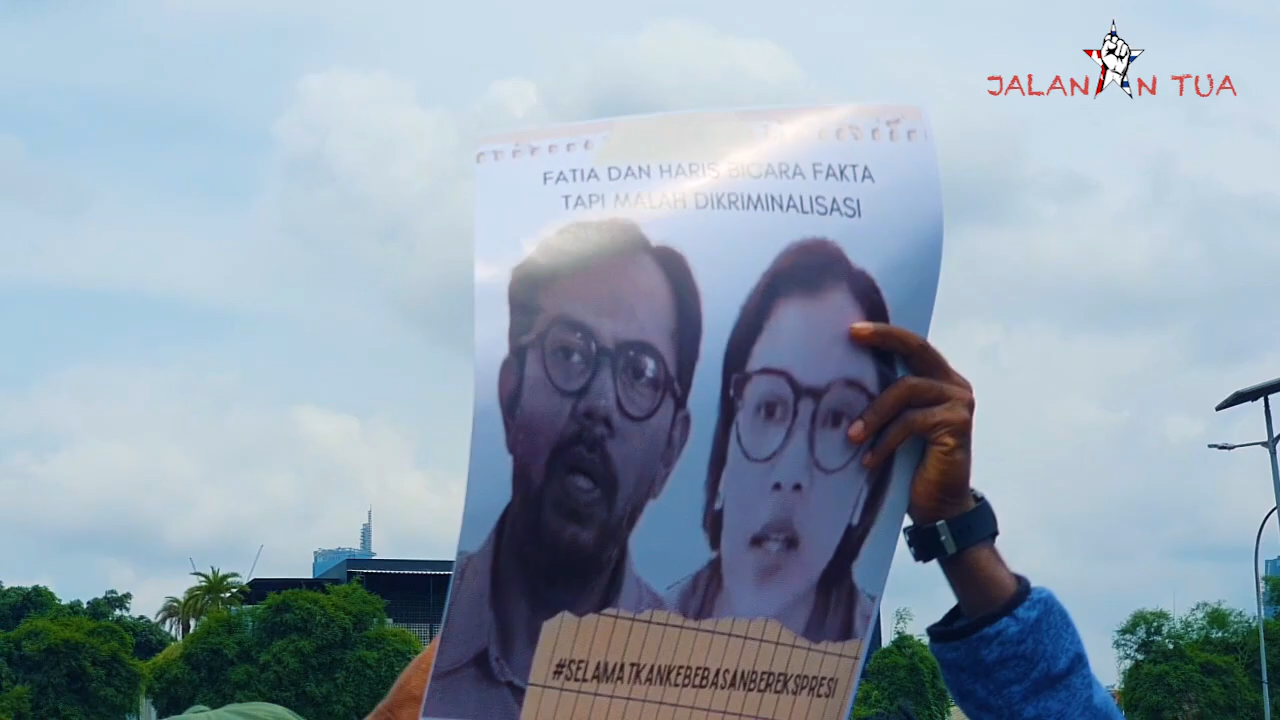 JALANAN TUA
FATIA DAN HARIS BICARA FAKTA
TAPI MALAH DIKRIMINALISASI
#SELAMATKANKEBEBASANBEREKSPRESI